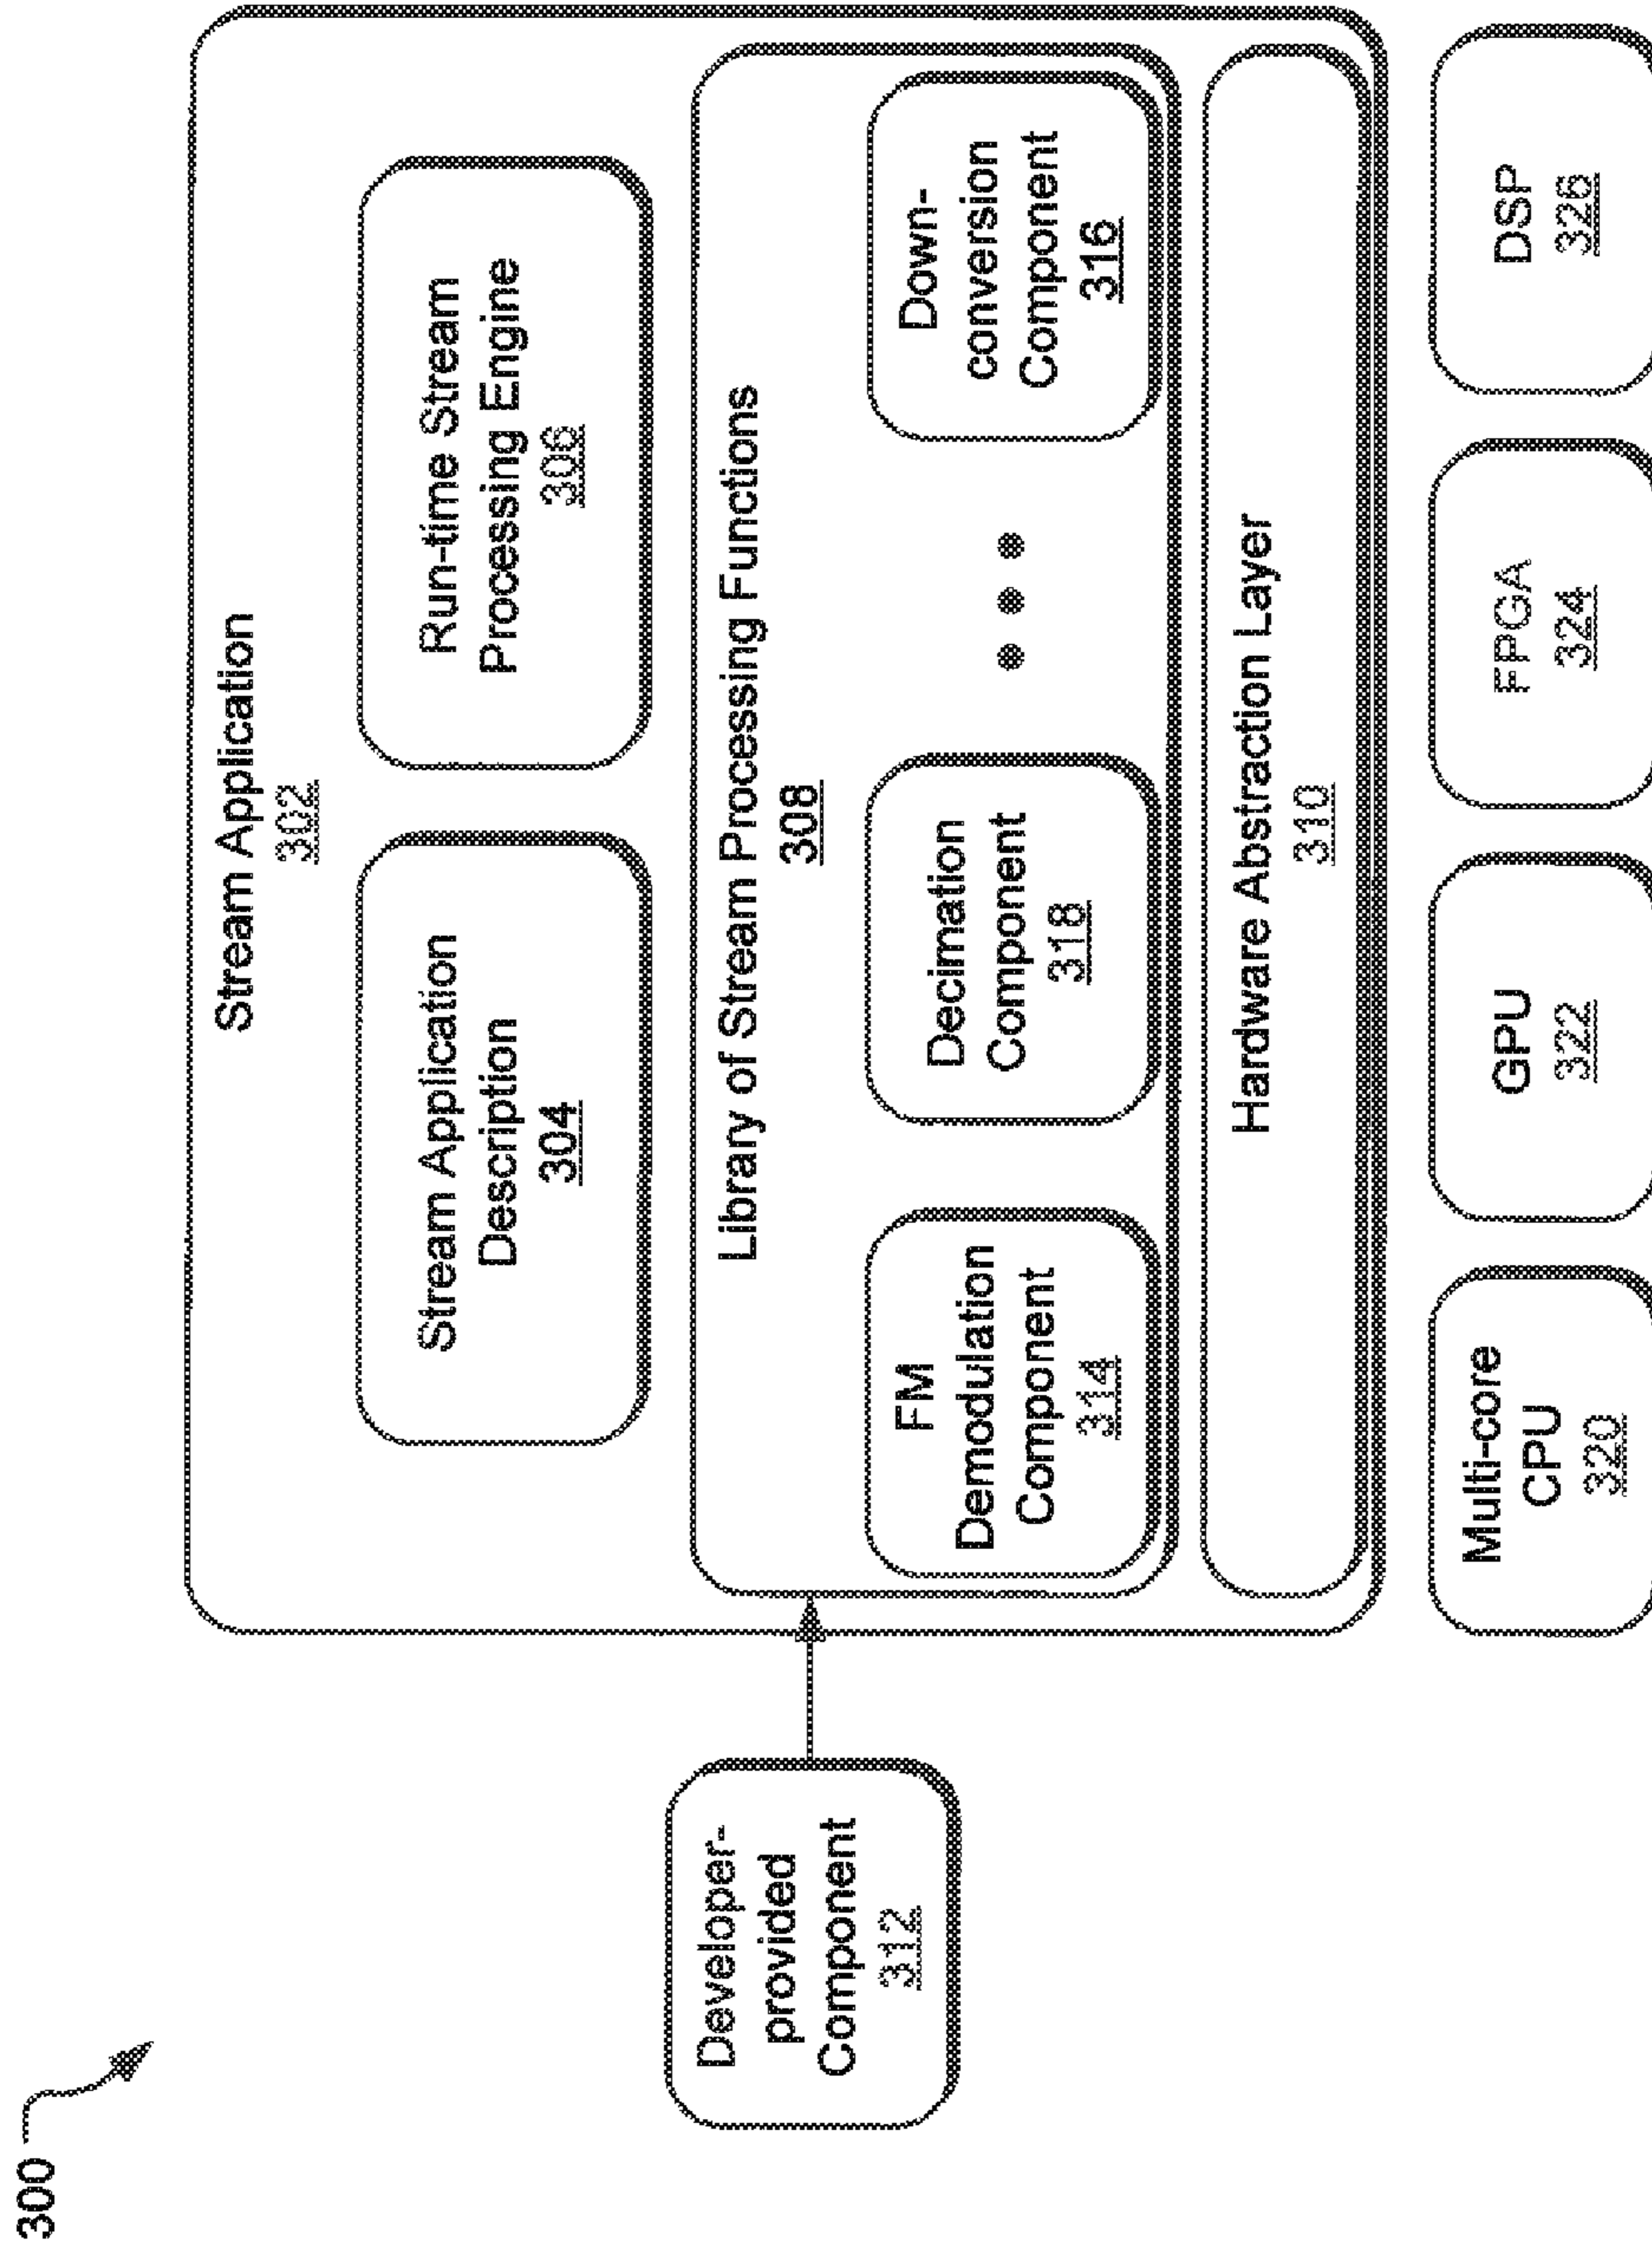 300
Stream Application
302
Stream Application
Description
304
Run-time Stream
Processing Engine
306
Developer-
provided
Component
312
Library of Stream Processing Functions
308
FM
Demodulation
Component
314
Decimation
Component
318
Down-
conversion
Component
316
Hardware Abstraction Layer
310
Multi-core
CPU
320
GPU
322
FPGA
324
DSP
326